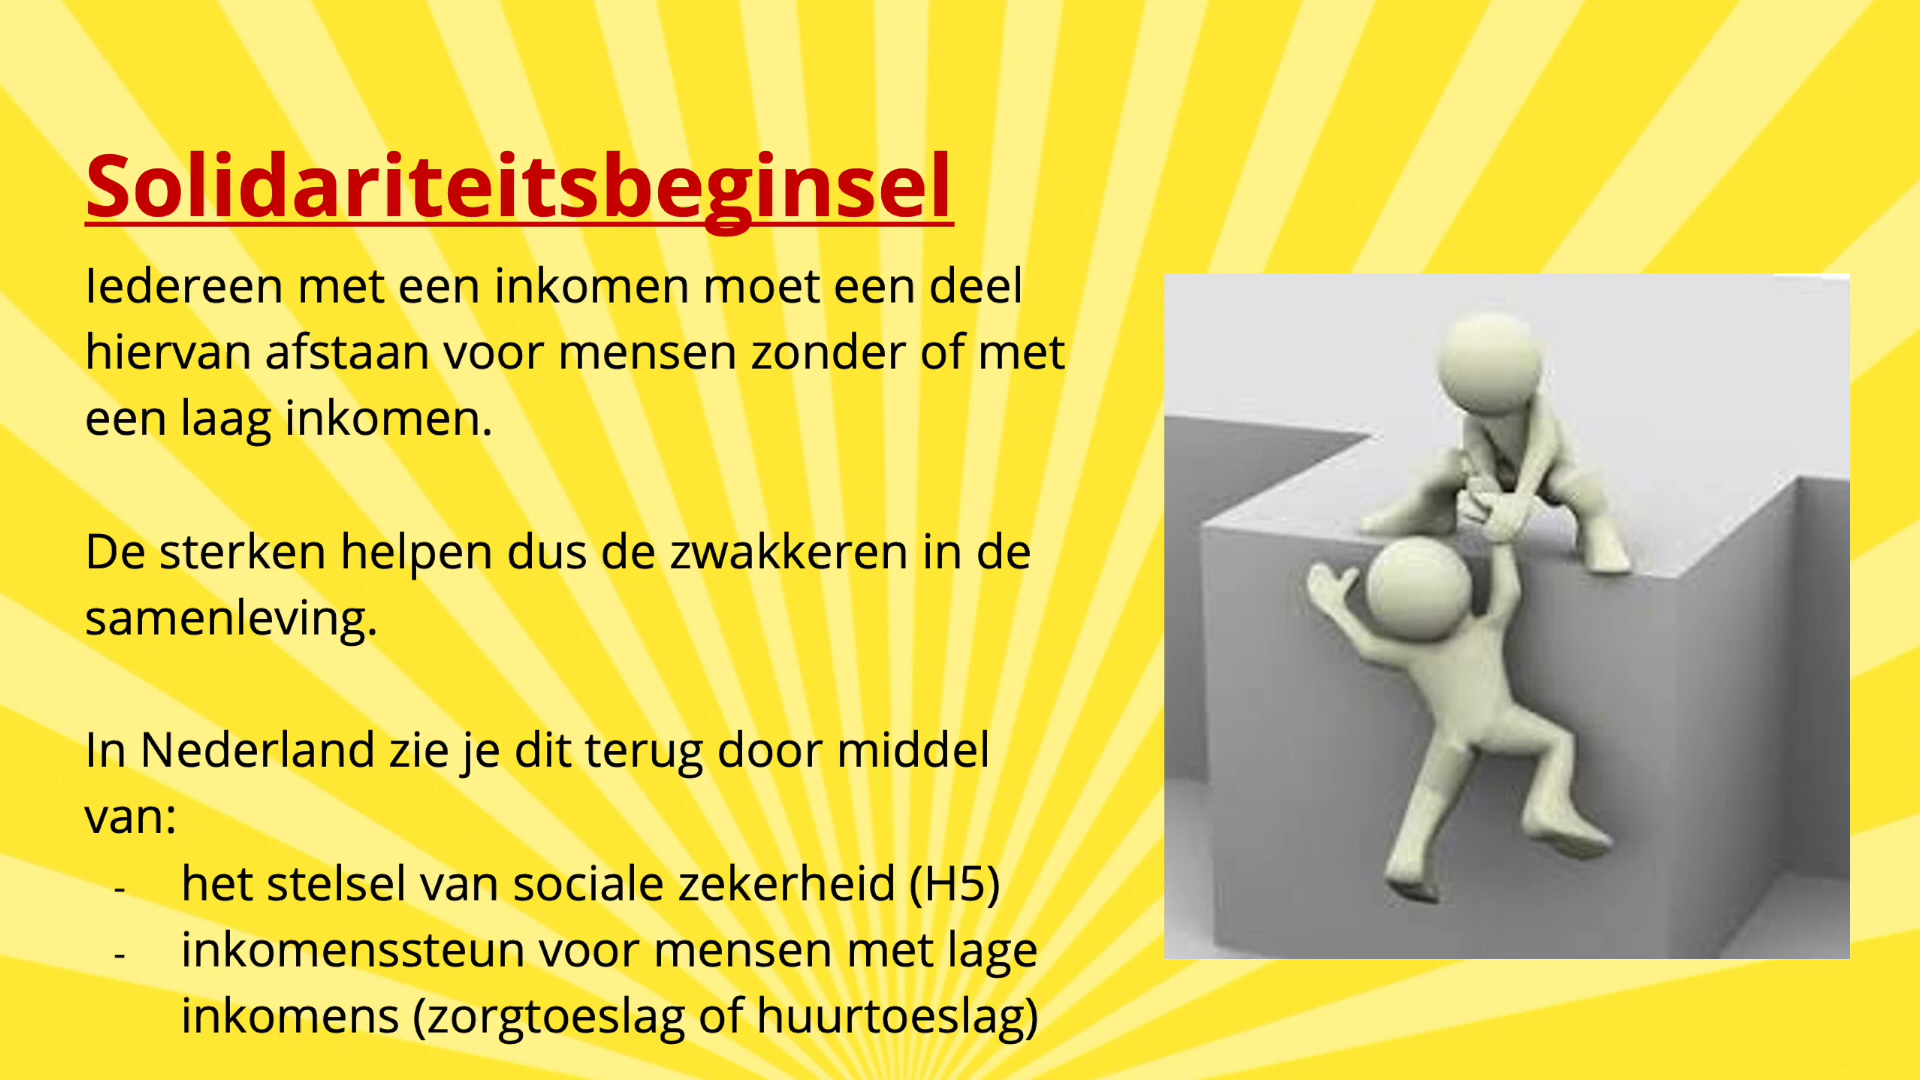 Solidariteitsbeginsel
Iedereen met een inkomen moet een deel
hiervan afstaan voor mensen zonder of met
een laag inkomen.
De sterken helpen dus de zwakkeren in de
samenleving.
In Nederland zie je dit terug door middel
van:
- het stelsel van sociale zekerheid (H5)
- inkomenssteun voor mensen met lage
inkomens (zorgtoeslag of huurtoeslag)